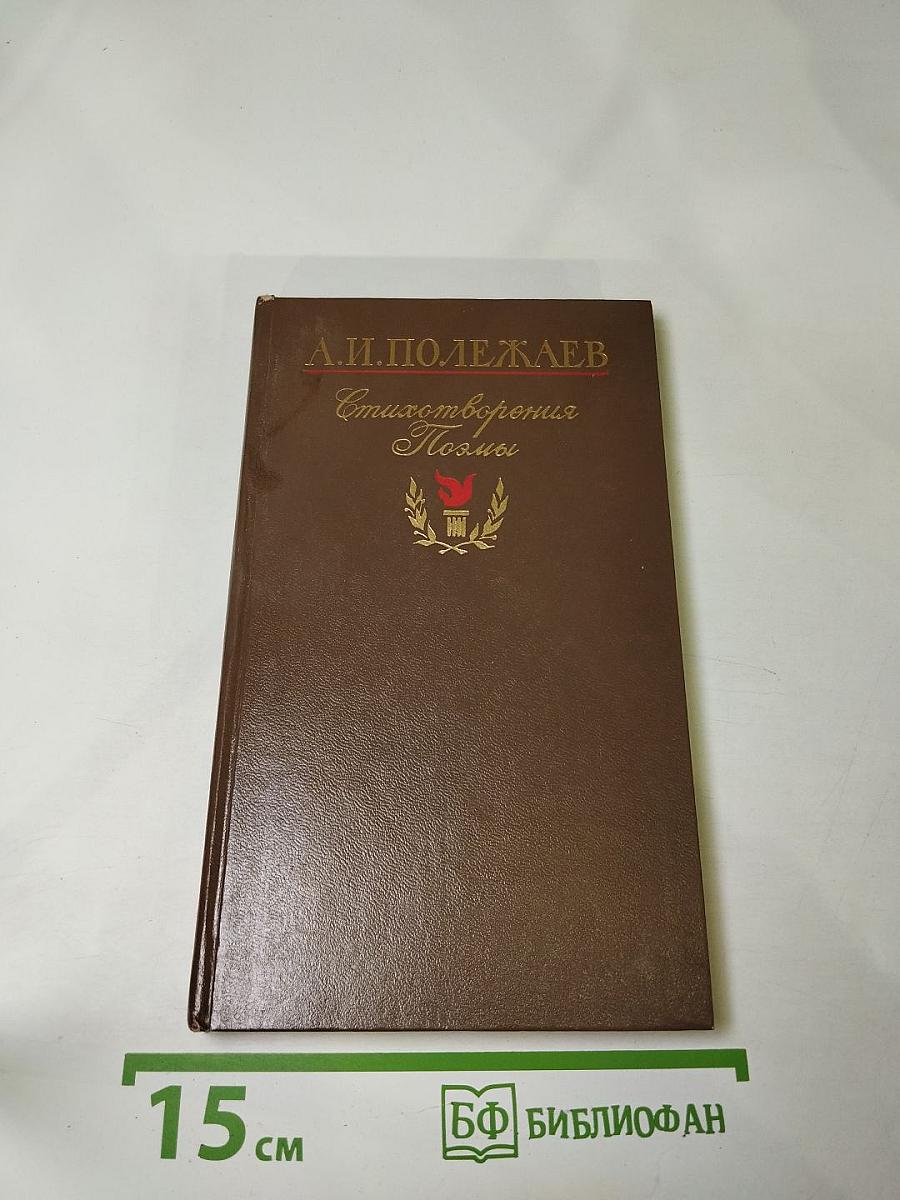 А.И.ПОЛЕЖАЕВ
Стихотворения
Поэмы
15 см
БФ БИБЛИОФАН